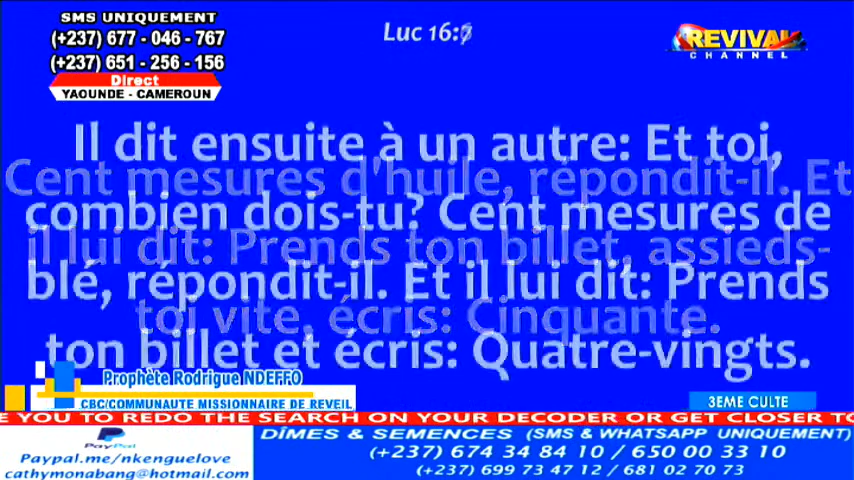 SMS UNIQUEMENT
(+237) 677 - 046 - 767
(+237) 651 - 256 - 156
Direct
YAOUNDE - CAMEROUN
Luc 16:
REVIVAL
CHANNEL
Il dit ensuite à un autre: Et toi,
combien dois-tu? Cent mesures de
blé, répondit-il. Et il lui dit: Prends
ton billet et écris: Quatre-vingts.
Cent mesures d'huile, répondit-il. Et
il lui dit: Prends ton billet, assieds-
toi vite, écris: Cinquante.
Prophète Rodrigue NDEFFO
CBC/COMMUNAUTE MISSIONNAIRE DE REVEIL
3EME CULTE
E YOU TO REDO THE SEARCH ON YOUR DECODER OR GET CLOSER TO
PayPal
Paypal.me/nkenguelove
cathymonabang@hotmail.com
DÎMES & SEMENCES (SMS & WHATSAPP UNIQUEMENT)
(+237) 674 34 84 10 / 650 00 33 10
(+237) 699 73 47 12 / 681 02 70 73